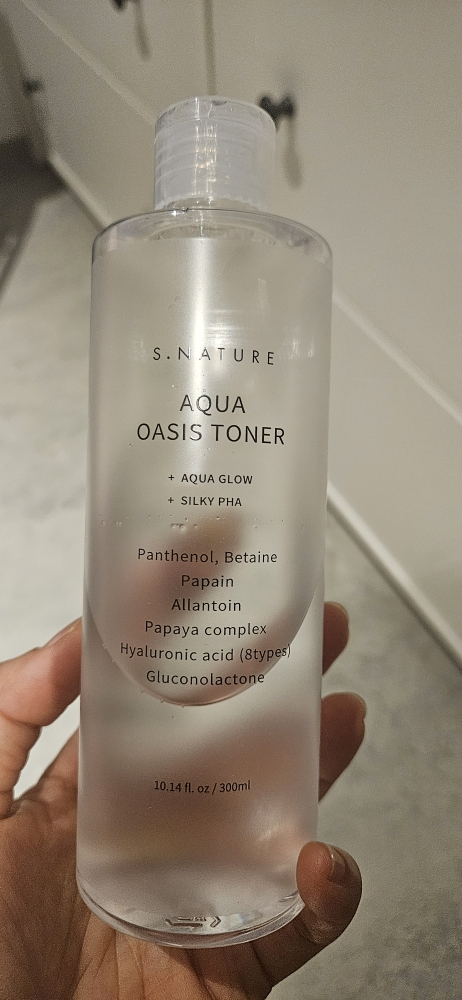 S.NATURE
AQUA
OASIS TONER
+ AQUA GLOW
+ SILKY PHA
Panthenol, Betaine
Papain
Allantoin
Papaya complex
Hyaluronic acid (8types)
Gluconolactone
10.14 fl. oz / 300ml